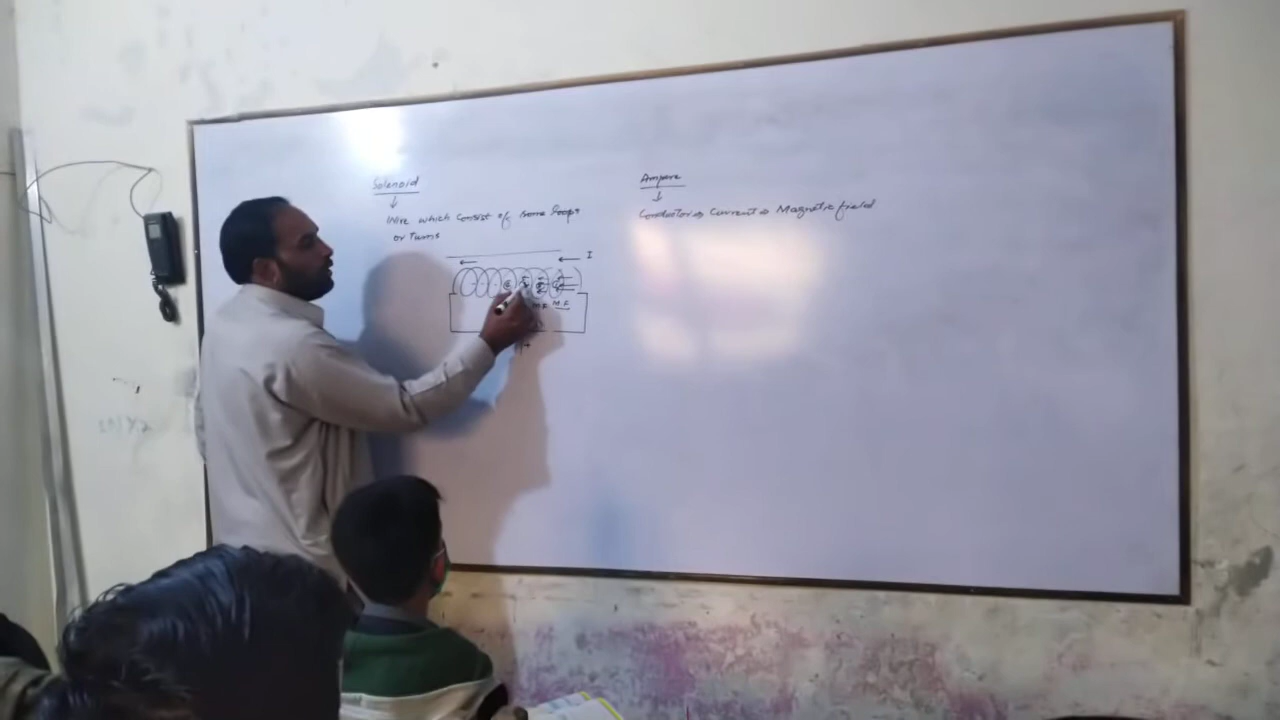 Solenoid
Wire which consist of some loops
or turns
I
M.F M.F
Ampere
Conductor → Current → Magnetic field